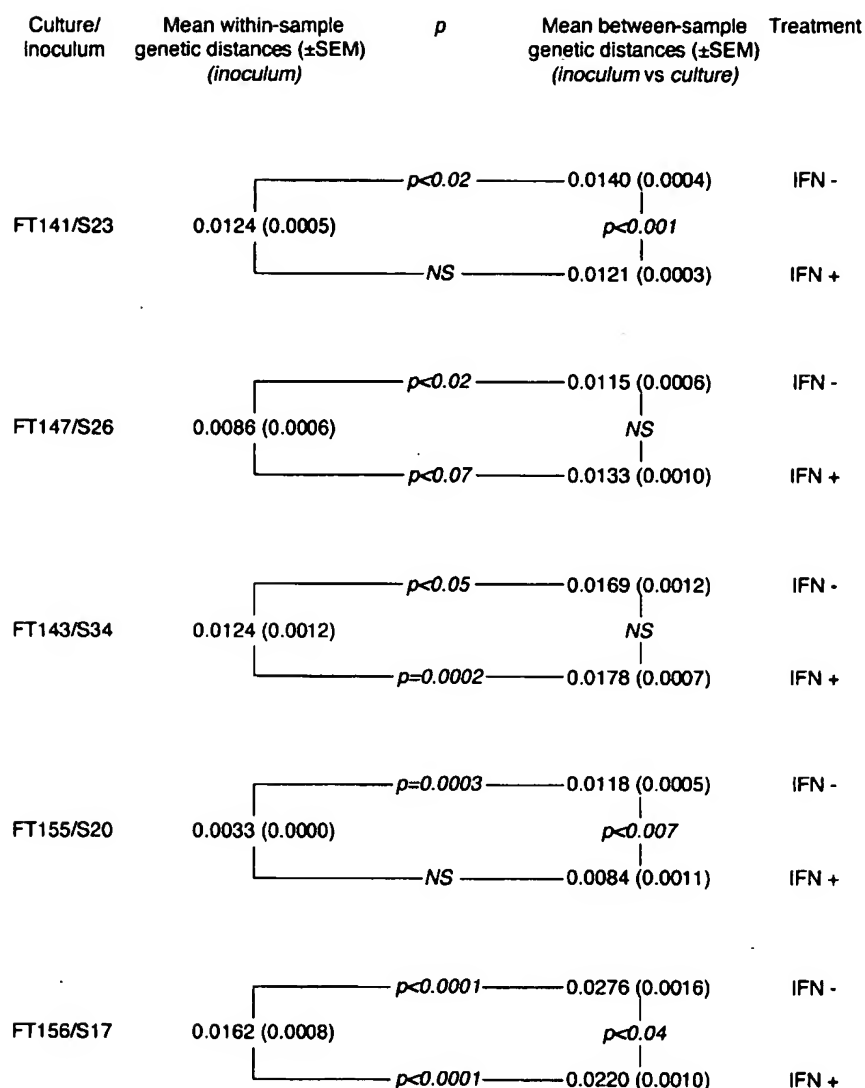 Culture/ Mean within-sample p Mean between-sample Treatment
Inoculum genetic distances (±SEM) genetic distances (±SEM)
(inoculum) (inoculum vs culture)
p<0.02 0.0140 (0.0004) IFN -
FT141/S23 0.0124 (0.0005) p<0.001
NS 0.0121 (0.0003) IFN +
p<0.02 0.0115 (0.0006) IFN -
FT147/S26 0.0086 (0.0006) NS
p<0.07 0.0133 (0.0010) IFN +
p<0.05 0.0169 (0.0012) IFN -
FT143/S34 0.0124 (0.0012) NS
p=0.0002 0.0178 (0.0007) IFN +
p=0.0003 0.0118 (0.0005) IFN -
FT155/S20 0.0033 (0.0000) p<0.007
NS 0.0084 (0.0011) IFN +
p<0.0001 0.0276 (0.0016) IFN -
FT156/S17 0.0162 (0.0008) p<0.04
p<0.0001 0.0220 (0.0010) IFN +